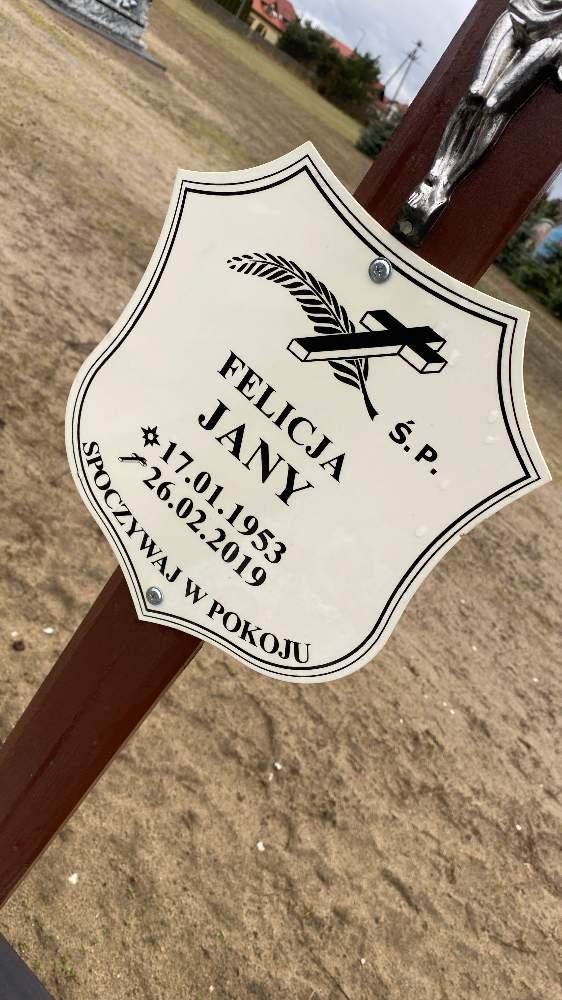 Ś.P.
FELICJA
JANY
17.01.1953
26.02.2019
SPOCZYWAJ W POKOJU